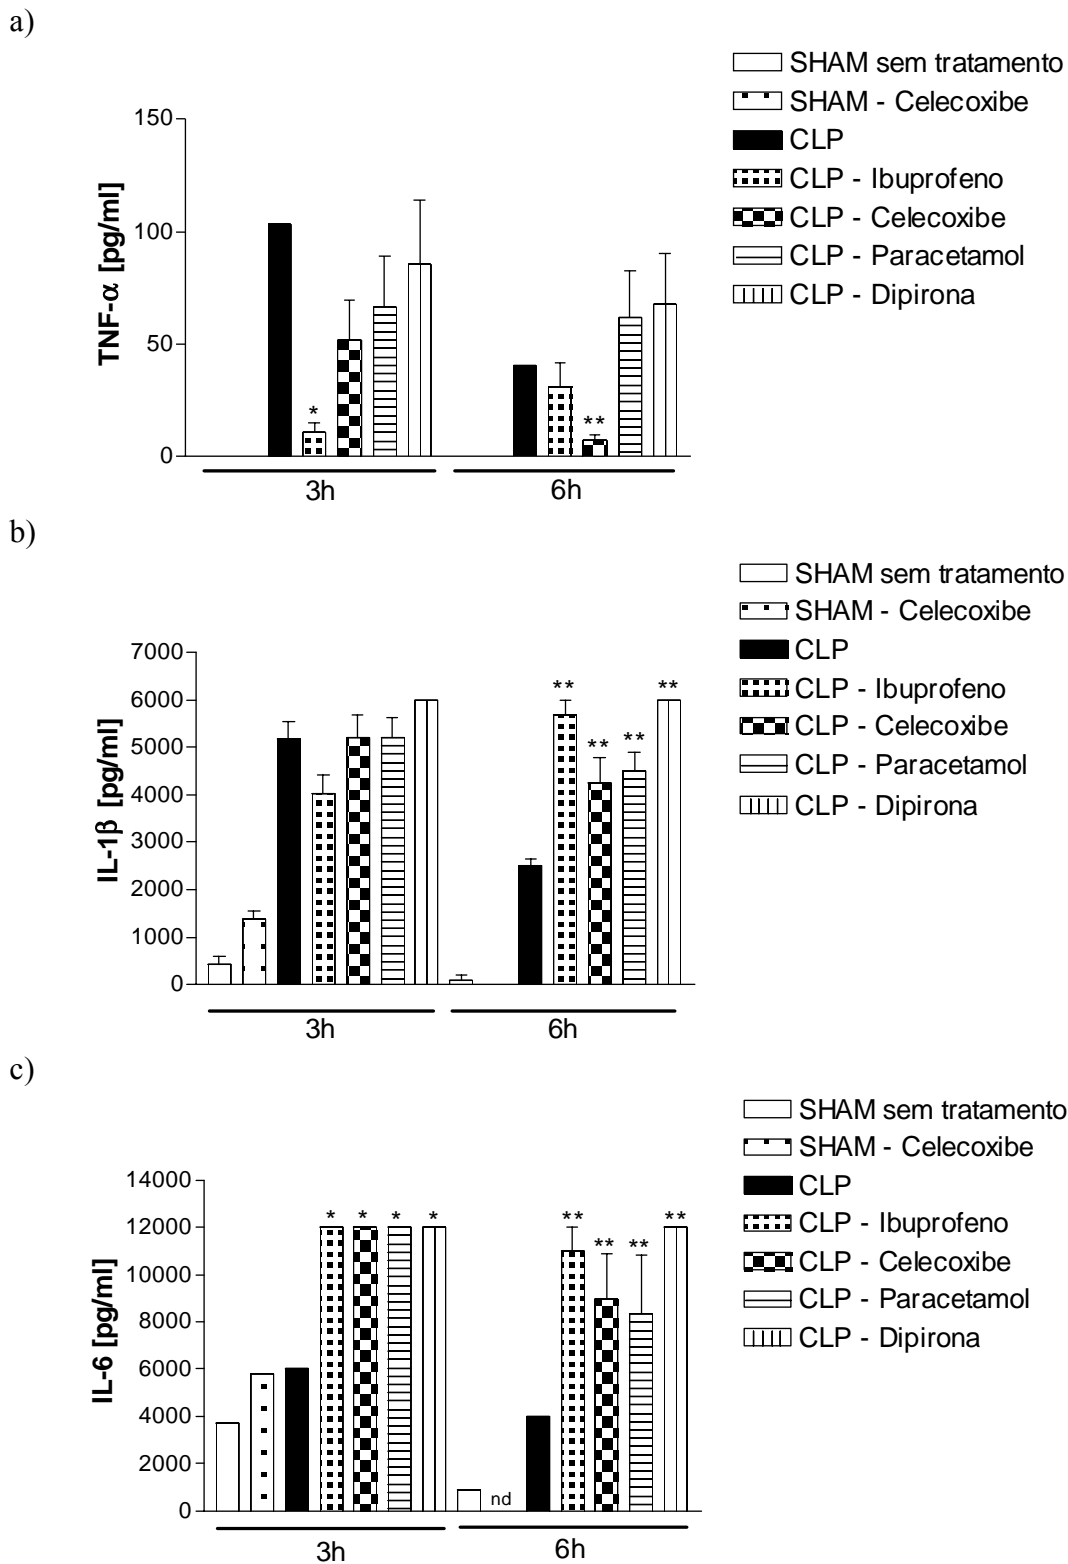 a)
SHAM sem tratamento
SHAM - Celecoxibe
CLP
CLP - Ibuprofeno
CLP - Celecoxibe
CLP - Paracetamol
CLP - Dipirona
TNF-α [pg/ml]
150
100
50
0
*
**
3h
6h
b)
SHAM sem tratamento
SHAM - Celecoxibe
CLP
CLP - Ibuprofeno
CLP - Celecoxibe
CLP - Paracetamol
CLP - Dipirona
IL-1β [pg/ml]
7000
6000
5000
4000
3000
2000
1000
0
** ** ** **
3h
6h
c)
SHAM sem tratamento
SHAM - Celecoxibe
CLP
CLP - Ibuprofeno
CLP - Celecoxibe
CLP - Paracetamol
CLP - Dipirona
IL-6 [pg/ml]
14000
12000
10000
8000
6000
4000
2000
0
* * * *
** ** ** **
nd
3h
6h